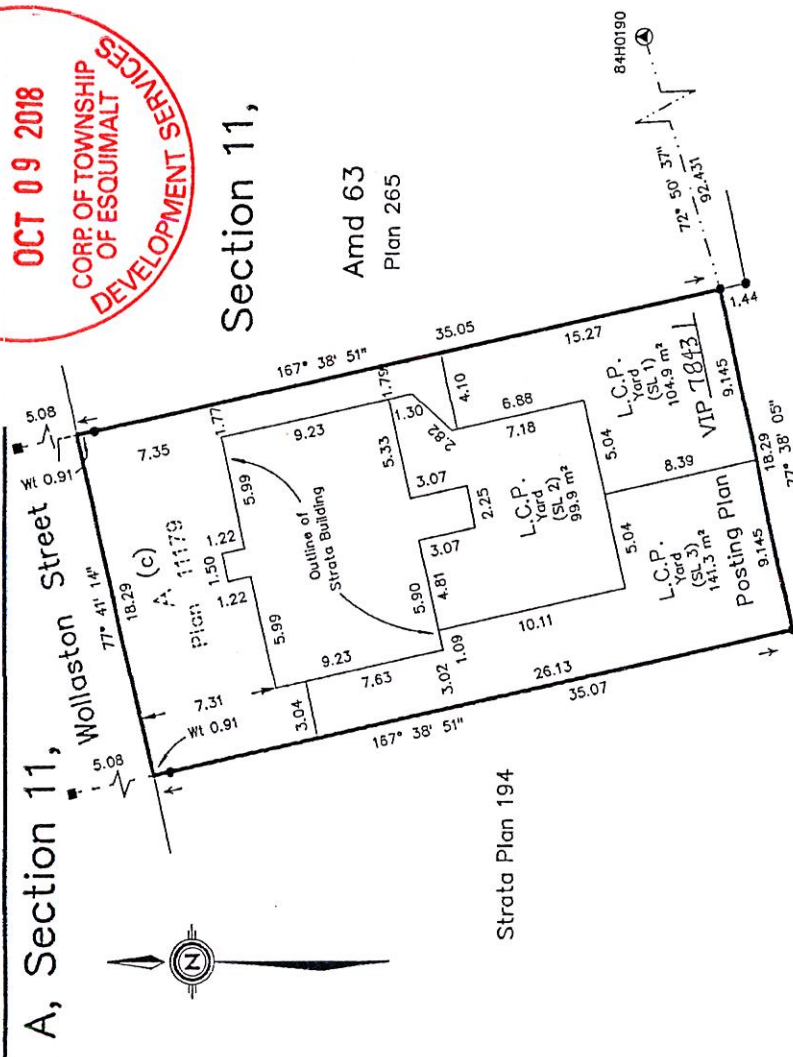 OCT 09 2018
CORP. OF TOWNSHIP
OF ESQUIMALT
DEVELOPMENT SERVICES
A, Section 11,
Section 11,
Amd 63
Plan 265
Wollaston Street
77° 41' 14"
18.29
5.08
5.08
Wt 0.91
Wt 0.91
7.35
7.31
A (c)
Plan 11179
1.22
1.50
1.22
5.99
5.99
1.77
9.23
9.23
Outline of
Strata Building
167° 38' 51"
35.05
1.79
1.30
2.82
4.10
15.27
5.33
3.07
2.25
3.07
5.90
4.81
3.04
7.63
3.02
1.09
10.11
26.13
35.07
167° 38' 51"
6.88
7.18
5.04
5.04
8.39
L.C.P.
Yard
(SL 2)
99.9 m²
L.C.P.
Yard
(SL 1)
104.9 m²
L.C.P.
Yard
(SL 3)
141.3 m²
VIP 78431
Posting Plan
9.145
9.145
18.29
77° 38' 05"
1.44
72° 50' 37"
92.431
84H0190
Strata Plan 194
N